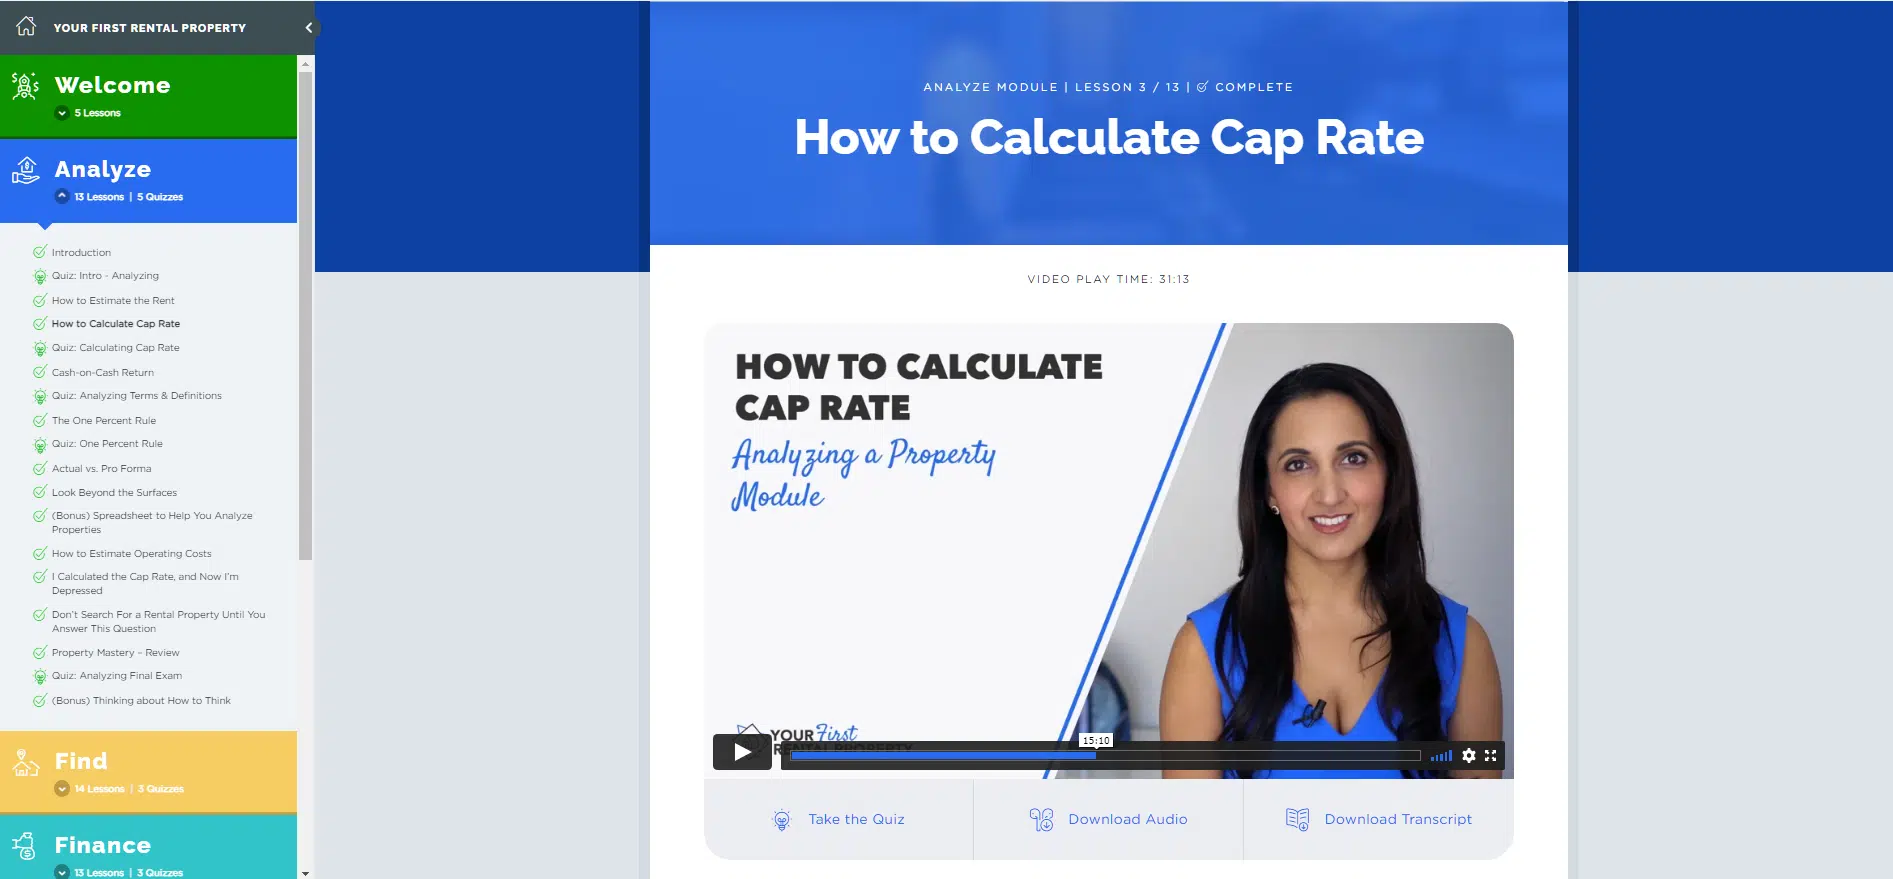 YOUR FIRST RENTAL PROPERTY
Welcome
5 Lessons
Analyze
13 Lessons | 5 Quizzes
Introduction
Quiz: Intro - Analyzing
How to Estimate the Rent
How to Calculate Cap Rate
Quiz: Calculating Cap Rate
Cash-on-Cash Return
Quiz: Analyzing Terms & Definitions
The One Percent Rule
Quiz: One Percent Rule
Actual vs. Pro Forma
Look Beyond the Surfaces
(Bonus) Spreadsheet to Help You Analyze
Properties
How to Estimate Operating Costs
I Calculated the Cap Rate, and Now I'm
Depressed
Don't Search For a Rental Property Until You
Answer This Question
Property Mastery – Review
Quiz: Analyzing Final Exam
(Bonus) Thinking about How to Think
Find
14 Lessons | 3 Quizzes
Finance
13 Lessons | 3 Quizzes
ANALYZE MODULE | LESSON 3 / 13 | COMPLETE
How to Calculate Cap Rate
VIDEO PLAY TIME: 31:13
HOW TO CALCULATE
CAP RATE
Analyzing a Property
Module
YOUR First
RENTAL PROPERTY
15:10
Take the Quiz
Download Audio
Download Transcript